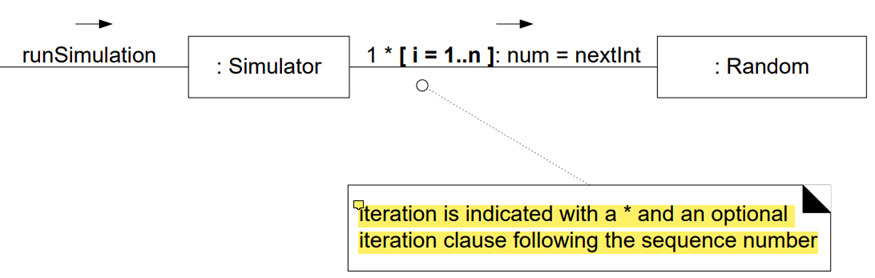 runSimulation
: Simulator
1 * [ i = 1..n ]: num = nextInt
: Random
iteration is indicated with a * and an optional
iteration clause following the sequence number